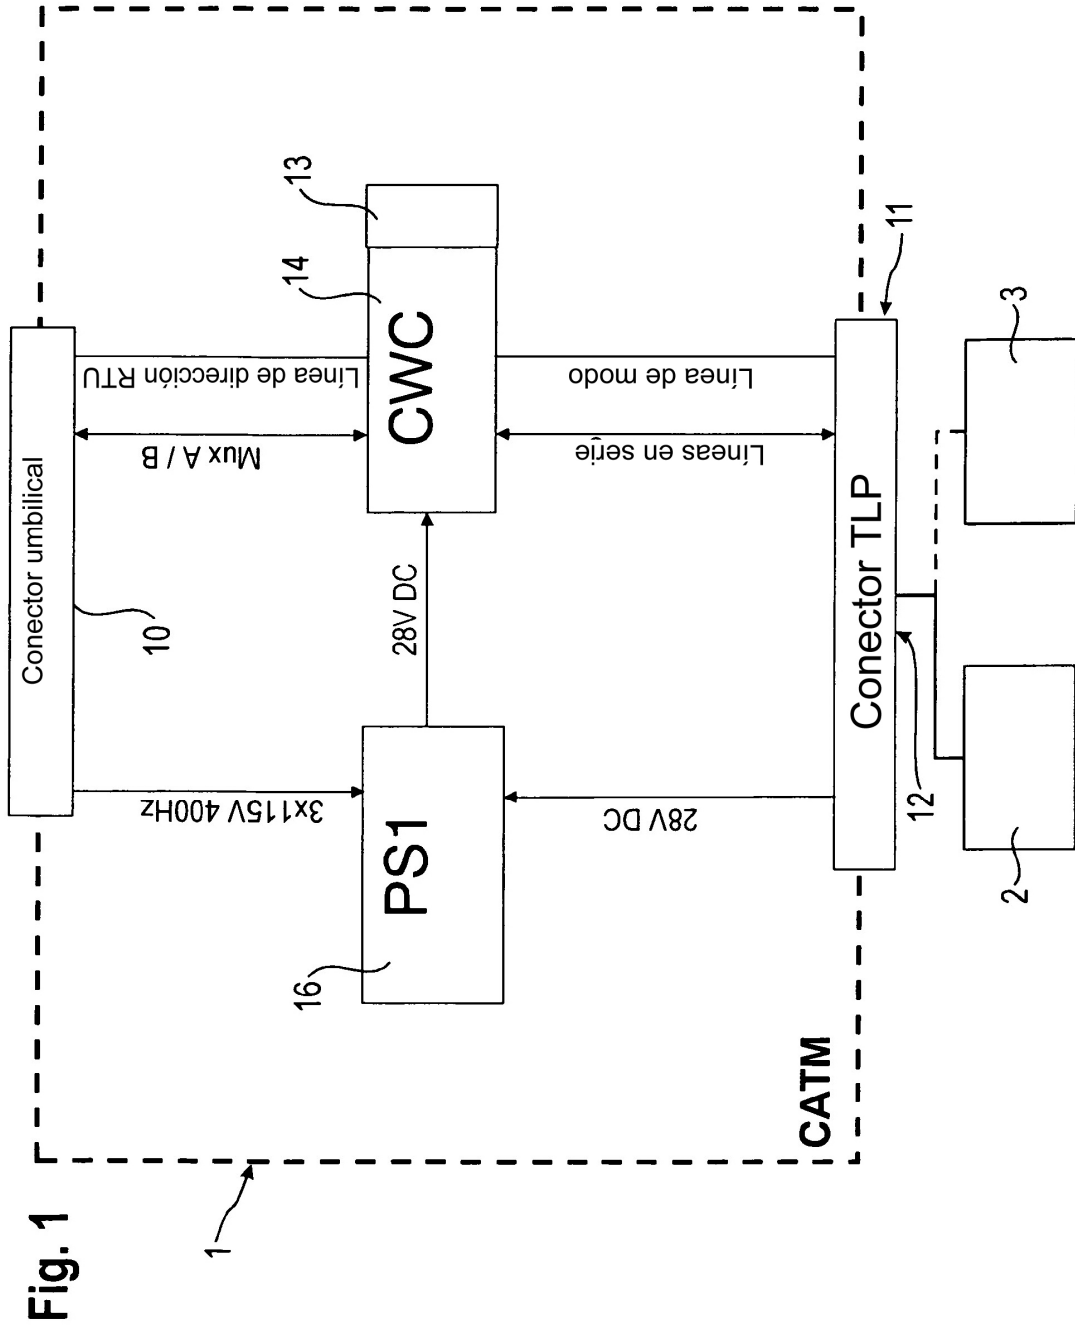 Fig. 1
1
CATM
Conector umbilical
10
3x115V 400Hz
Mux A / B
Línea de dirección RTU
PS1
16
28V DC
CWC
14
13
28V DC
Líneas en serie
Línea de modo
Conector TLP
11
12
2
3